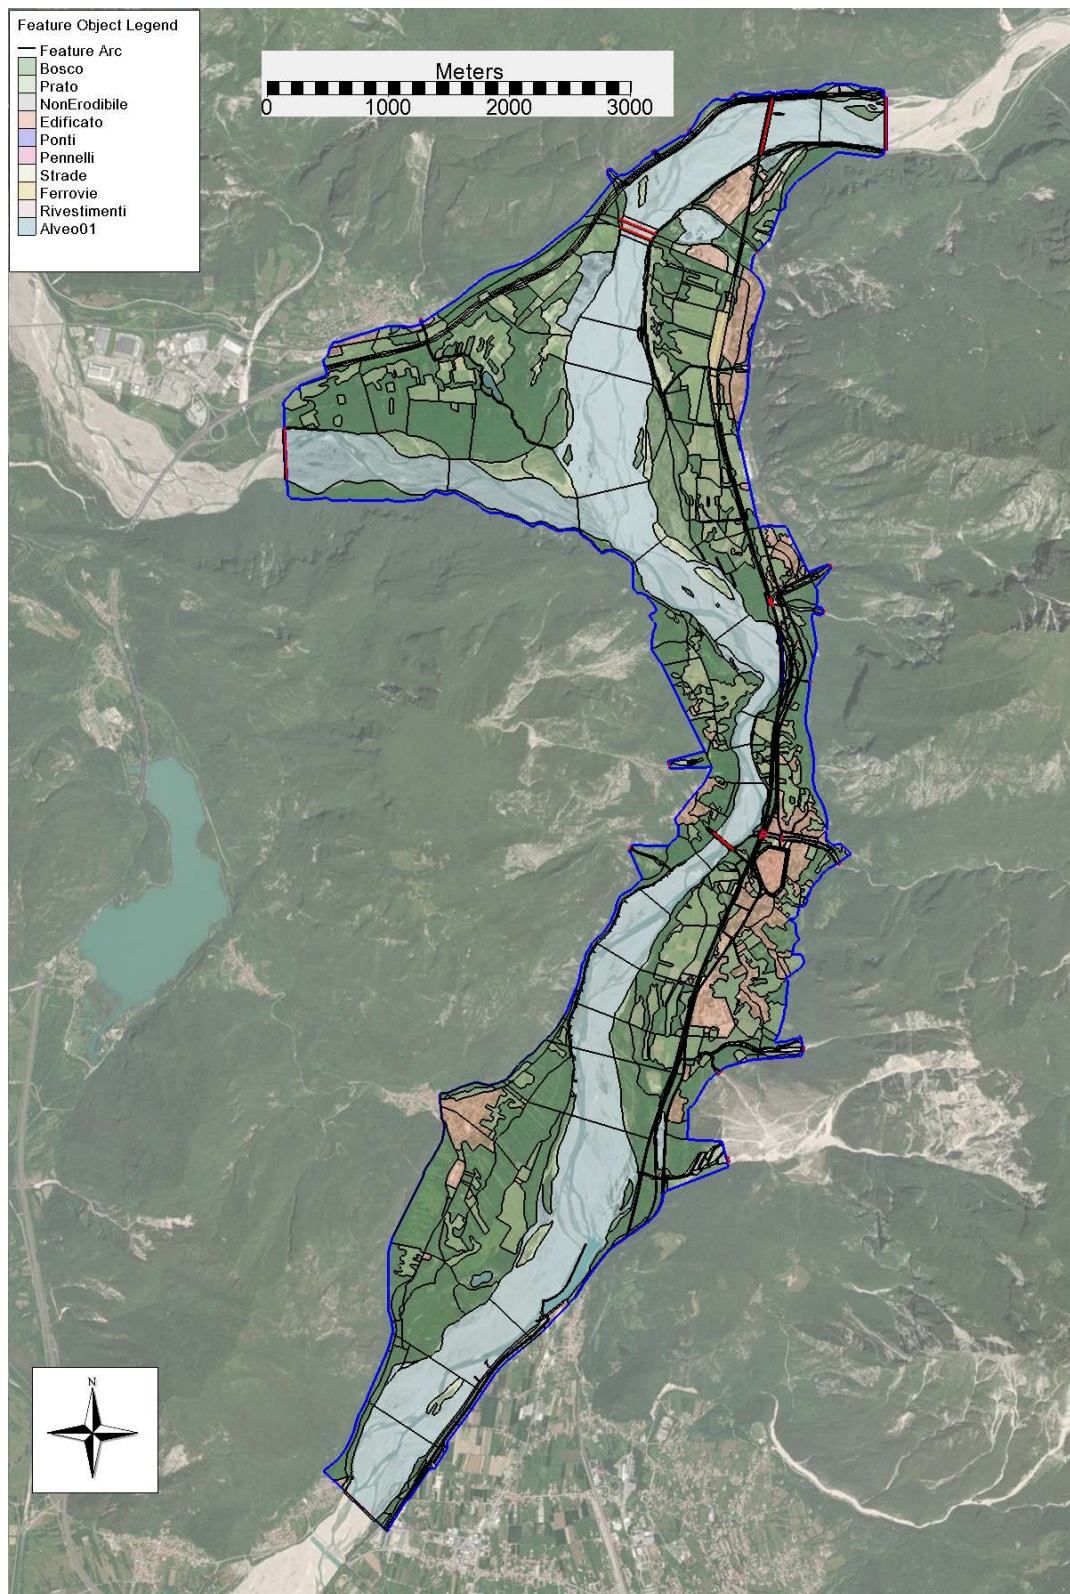 Feature Object Legend
Feature Arc
Bosco
Prato
NonErodibile
Edificato
Ponti
Pennelli
Strade
Ferrovie
Rivestimenti
Alveo01
Meters
0 1000 2000 3000
N